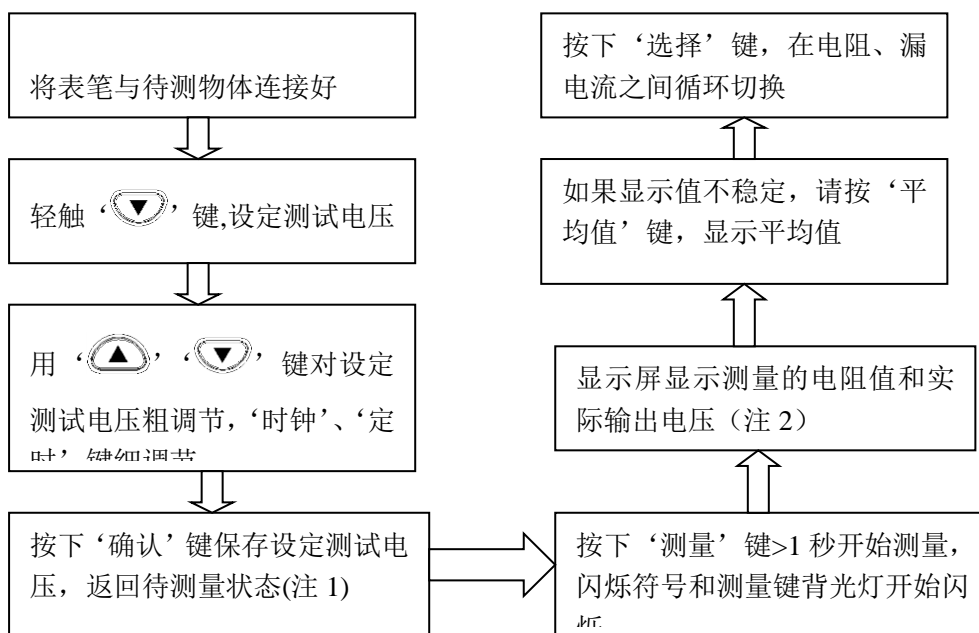 将表笔与待测物体连接好
轻触‘▼’键,设定测试电压
用‘▲’‘▼’键对设定
测试电压粗调节,‘时钟’、‘定
时’键细调节
按下‘确认’键保存设定测试电
压，返回待测量状态(注 1)
按下‘测量’键>1 秒开始测量，
闪烁符号和测量键背光灯开始闪
显示屏显示测量的电阻值和实
际输出电压（注 2）
如果显示值不稳定，请按‘平
均值’键，显示平均值
按下‘选择’键，在电阻、漏
电流之间循环切换